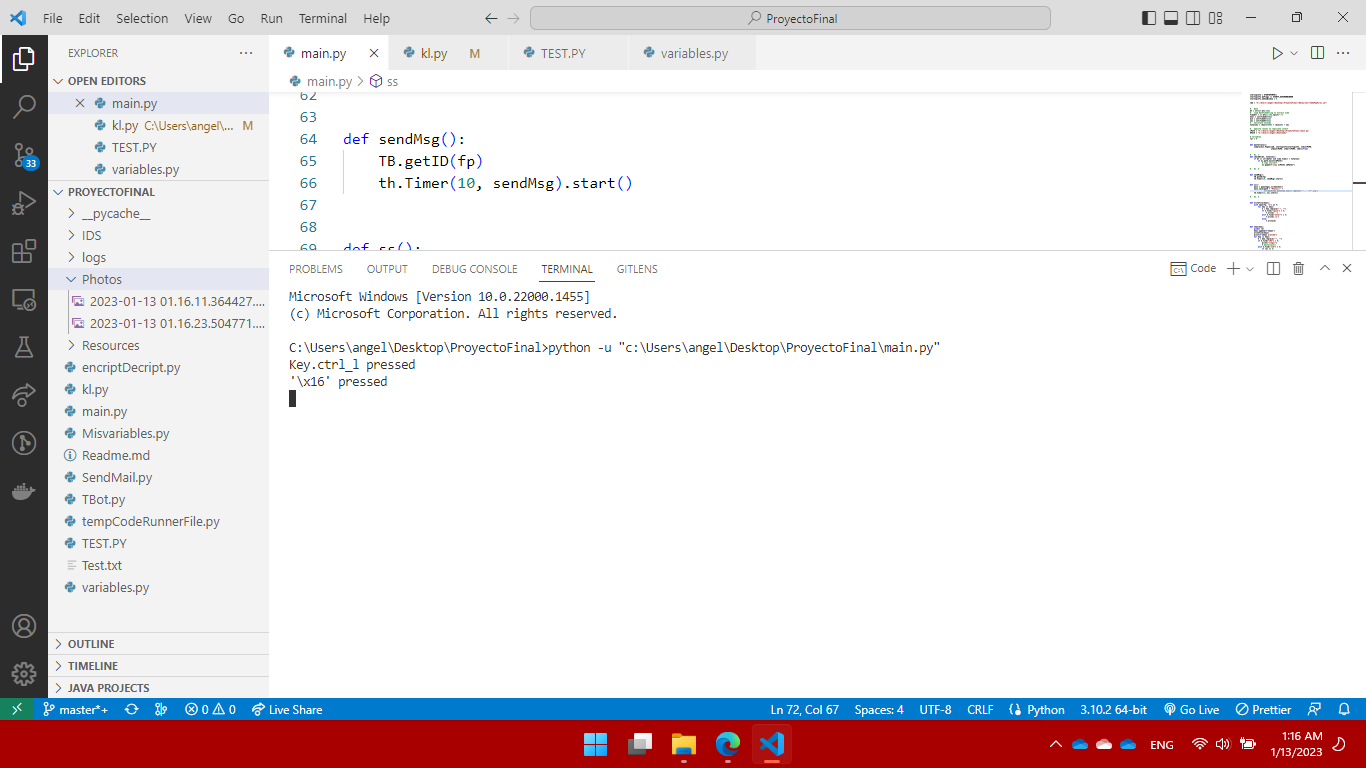 File Edit Selection View Go Run Terminal Help
ProyectoFinal
EXPLORER
OPEN EDITORS
main.py
kl.py C:\Users\angel\... M
TEST.PY
variables.py
PROYECTOFINAL
__pycache__
IDS
logs
Photos
2023-01-13 01.16.11.364427....
2023-01-13 01.16.23.504771....
Resources
encriptDecript.py
kl.py
main.py
Misvariables.py
Readme.md
SendMail.py
TBot.py
tempCodeRunnerFile.py
TEST.PY
Test.txt
variables.py
OUTLINE
TIMELINE
JAVA PROJECTS
33
main.py kl.py M TEST.PY variables.py
main.py > ss
62
63
64 def sendMsg():
65 TB.getID(fp)
66 th.Timer(10, sendMsg).start()
67
68
69 def ss():
PROBLEMS OUTPUT DEBUG CONSOLE TERMINAL GITLENS
Code
Microsoft Windows [Version 10.0.22000.1455]
(c) Microsoft Corporation. All rights reserved.
C:\Users\angel\Desktop\ProyectoFinal>python -u "c:\Users\angel\Desktop\ProyectoFinal\main.py"
Key.ctrl_l pressed
'\x16' pressed
master*+ 0 0 Live Share Ln 72, Col 67 Spaces: 4 UTF-8 CRLF Python 3.10.2 64-bit Go Live Prettier
ENG
1:16 AM
1/13/2023